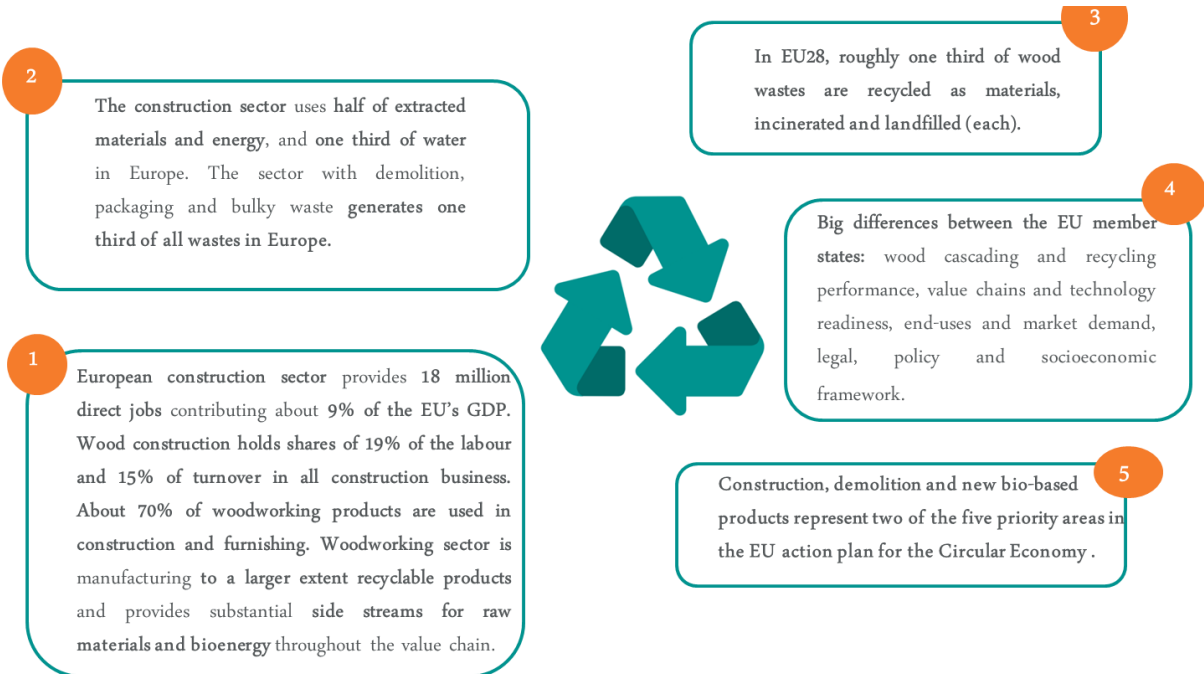 1
European construction sector provides 18 million
direct jobs contributing about 9% of the EU's GDP.
Wood construction holds shares of 19% of the labour
and 15% of turnover in all construction business.
About 70% of woodworking products are used in
construction and furnishing. Woodworking sector is
manufacturing to a larger extent recyclable products
and provides substantial side streams for raw
materials and bioenergy throughout the value chain.
2
The construction sector uses half of extracted
materials and energy, and one third of water
in Europe. The sector with demolition,
packaging and bulky waste generates one
third of all wastes in Europe.
3
In EU28, roughly one third of wood
wastes are recycled as materials,
incinerated and landfilled (each).
4
Big differences between the EU member
states: wood cascading and recycling
performance, value chains and technology
readiness, end-uses and market demand,
legal, policy and socioeconomic
framework.
5
Construction, demolition and new bio-based
products represent two of the five priority areas in
the EU action plan for the Circular Economy .